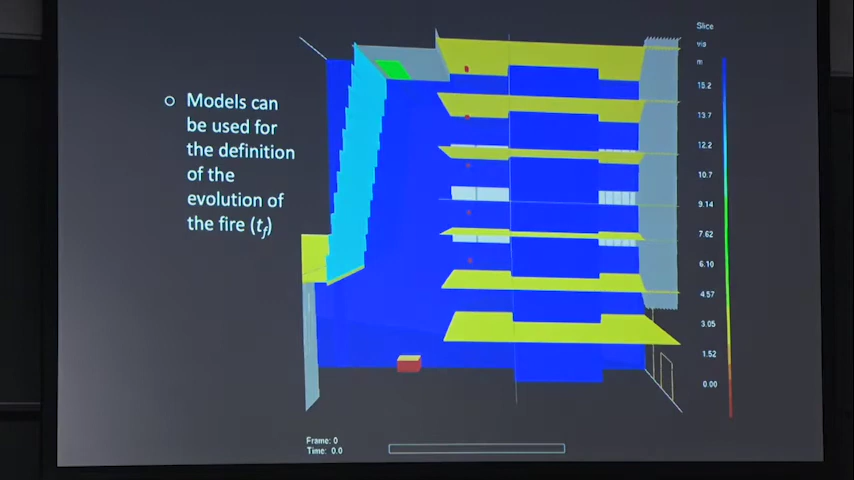 Models can
be used for
the definition
of the
evolution of
the fire (tf)
Slice
vis
m
15.2
13.7
12.2
10.7
9.14
7.62
6.10
4.57
3.05
1.52
0.00
Frame: 0
Time: 0.0